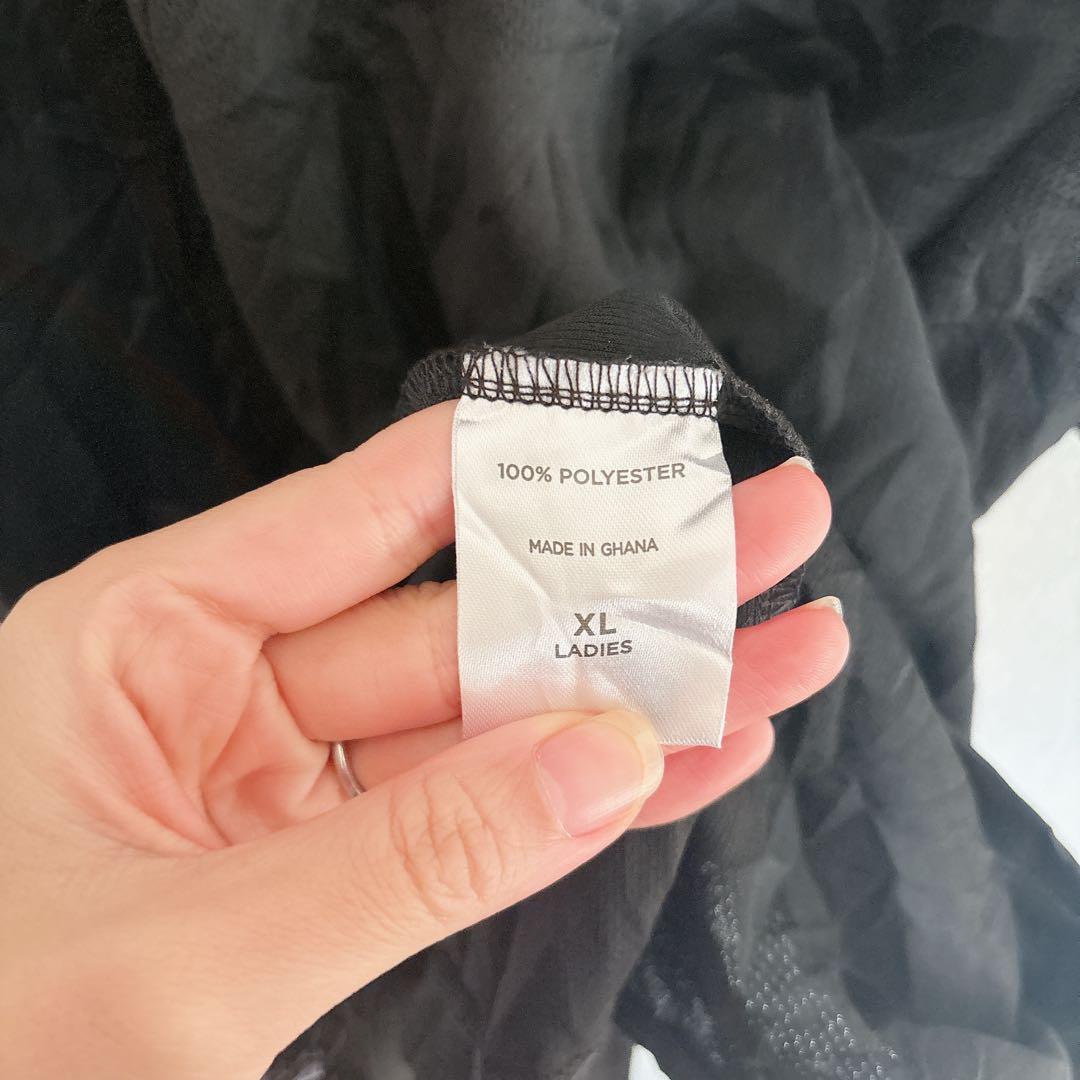 100% POLYESTER
MADE IN GHANA
XL
LADIES